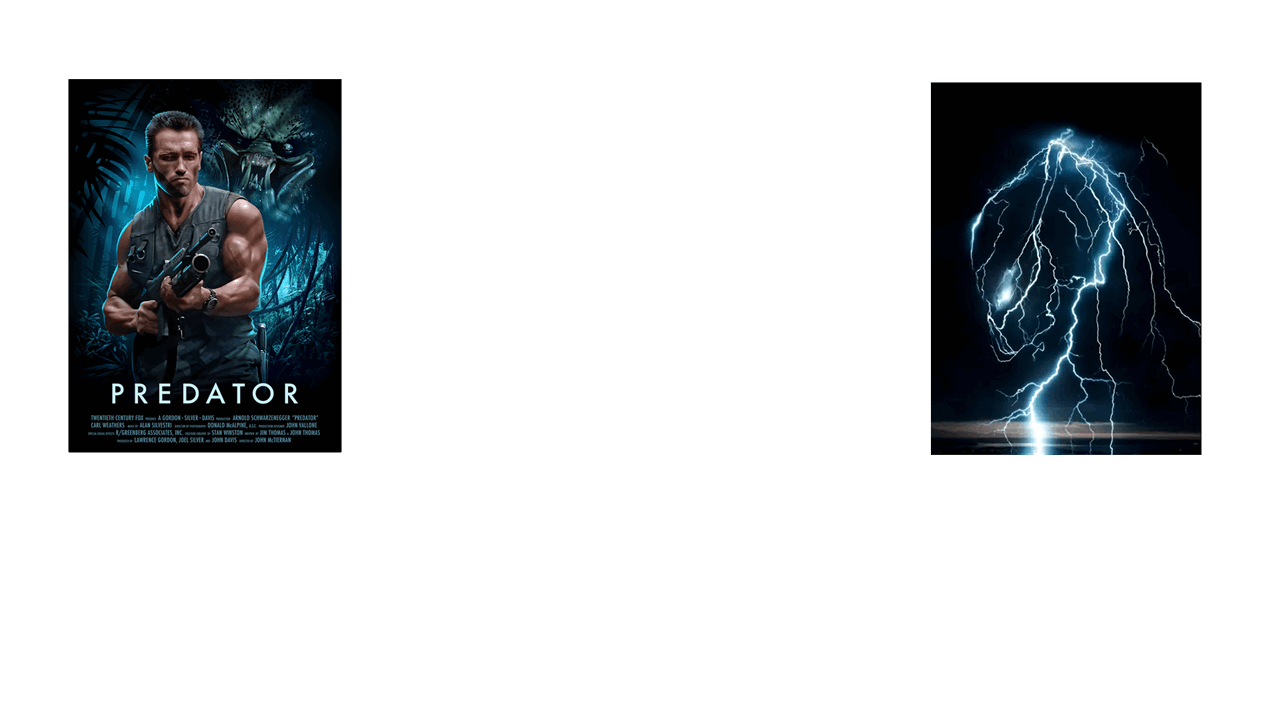 PREDATOR
TWENTIETH CENTURY FOX PRESENTS A GORDON · SILVER · DAVIS PRODUCTION ARNOLD SCHWARZENEGGER "PREDATOR"
CARL WEATHERS MUSIC BY ALAN SILVESTRI DIRECTOR OF PHOTOGRAPHY DONALD McALPINE, A.S.C. PRODUCTION DESIGNER JOHN VALLONE
SPECIAL VISUAL EFFECTS R/GREENBERG ASSOCIATES, INC. CREATURE CREATED BY STAN WINSTON WRITTEN BY JIM THOMAS & JOHN THOMAS
PRODUCED BY LAWRENCE GORDON, JOEL SILVER AND JOHN DAVIS DIRECTED BY JOHN McTIERNAN